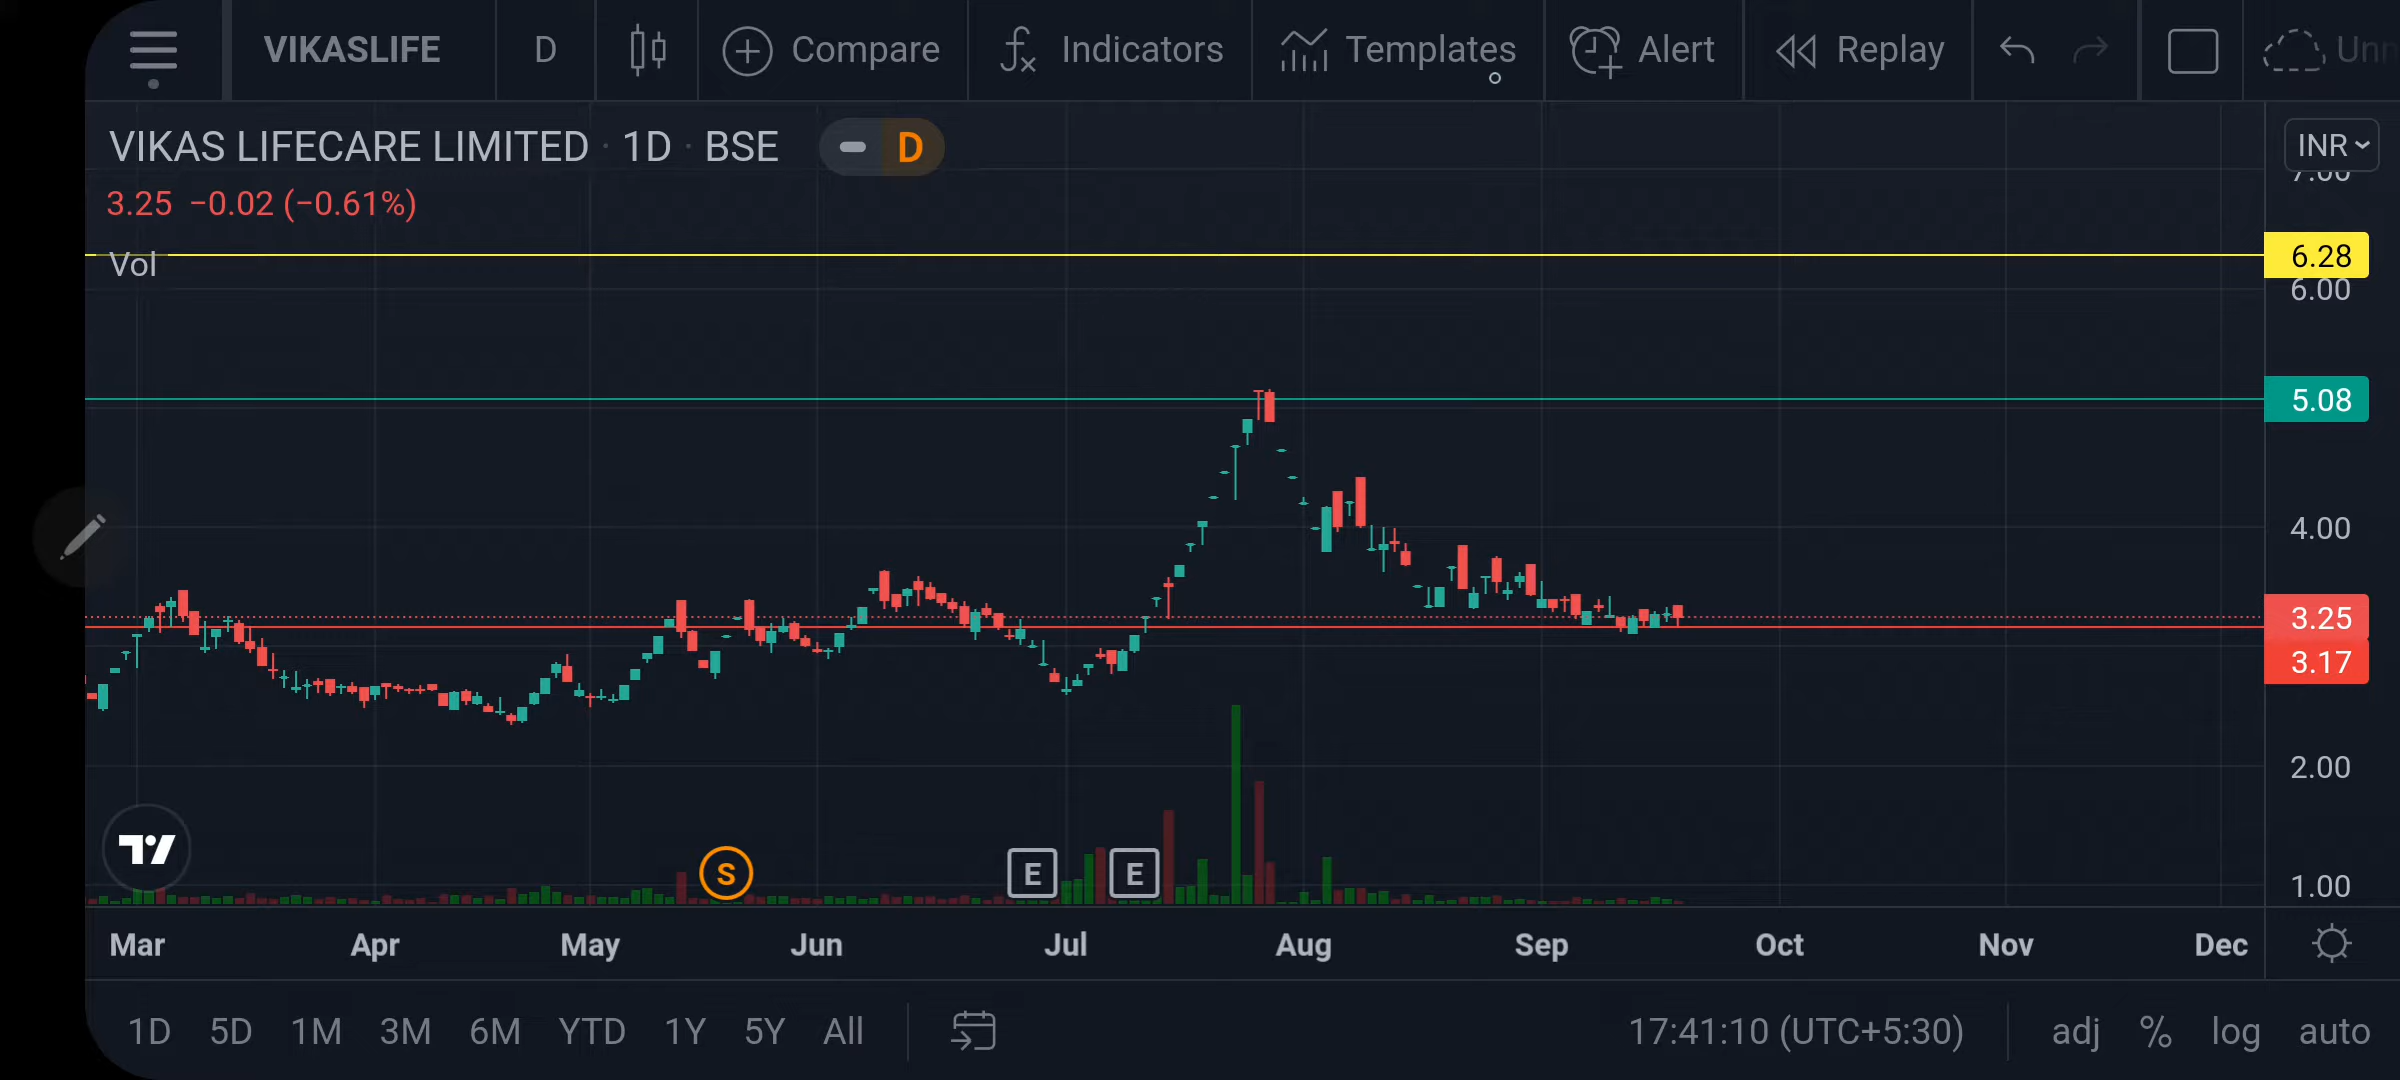 VIKASLIFE D Compare Indicators Templates Alert Replay
VIKAS LIFECARE LIMITED · 1D · BSE D INR
3.25 −0.02 (−0.61%)
7.00
Vol
6.28
6.00
5.08
4.00
3.25
3.17
2.00
S E E
1.00
Mar Apr May Jun Jul Aug Sep Oct Nov Dec
1D 5D 1M 3M 6M YTD 1Y 5Y All 17:41:10 (UTC+5:30) adj % log auto